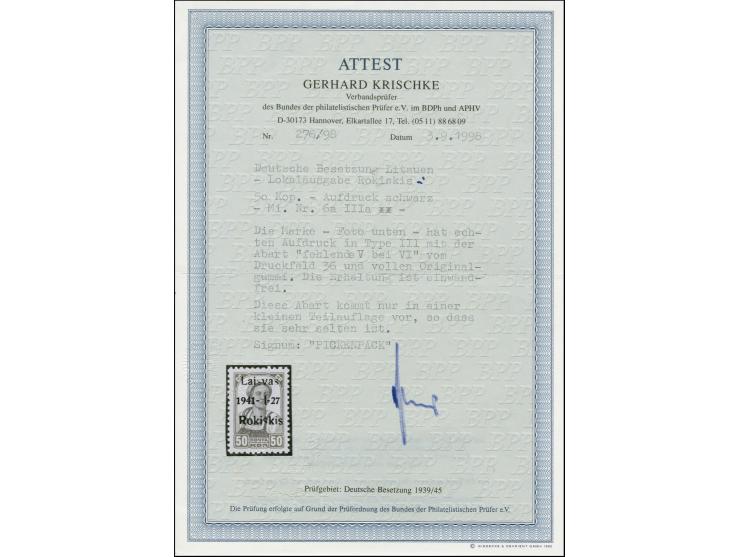 ATTEST
GERHARD KRISCHKE
Verbandsprüfer
des Bundes der philatelistischen Prüfer e.V. im BDPh und APHV
D-30173 Hannover, Elkartallee 17, Tel. (05 11) 88 68 09
Nr. 276/98 Datum 3.9.1998
Deutsche Besetzung Litauen
- Lokalausgabe Rokiskis -
50 Kop. - Aufdruck schwarz
- Mi. Nr. 6a IIIa ** -
Die Marke - Foto unten - hat ech-
ten Aufdruck in Type III mit der
Abart "fehlende V bei VI" vom
Druckfeld 36 und vollen Original-
gummi. Die Erhaltung ist einwand-
frei.
Diese Abart kommt nur in einer
kleinen Teilauflage vor, so dass
sie sehr selten ist.
Signum: "PICKENPACK"
Lai-vas
1941- I-27
Rokiskis
50 50
Prüfgebiet: Deutsche Besetzung 1939/45
Die Prüfung erfolgte auf Grund der Prüfordnung des Bundes der Philatelistischen Prüfer e.V.